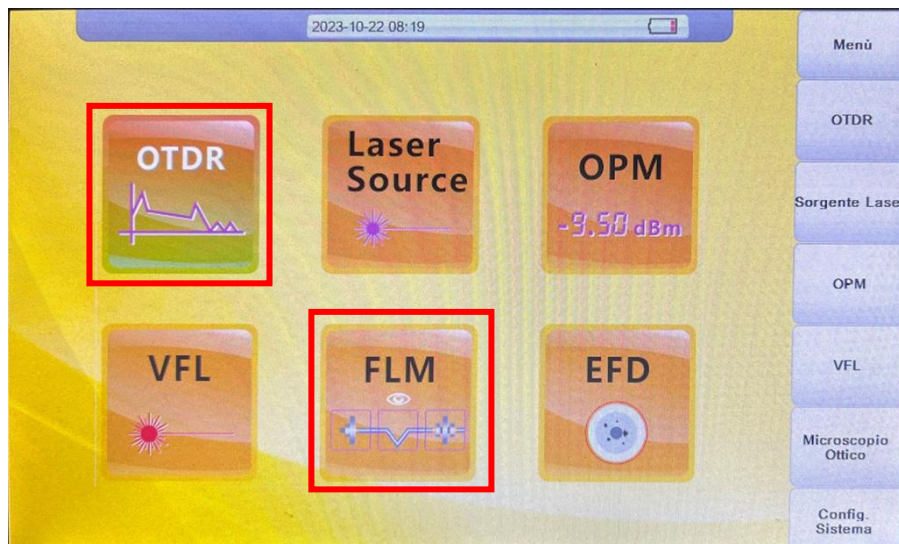 2023-10-22 08:19
Menù
OTDR
Laser
Source
OPM
-9.50 dBm
VFL
FLM
EFD
OTDR
Sorgente Lase
OPM
VFL
Microscopio
Ottico
Config.
Sistema